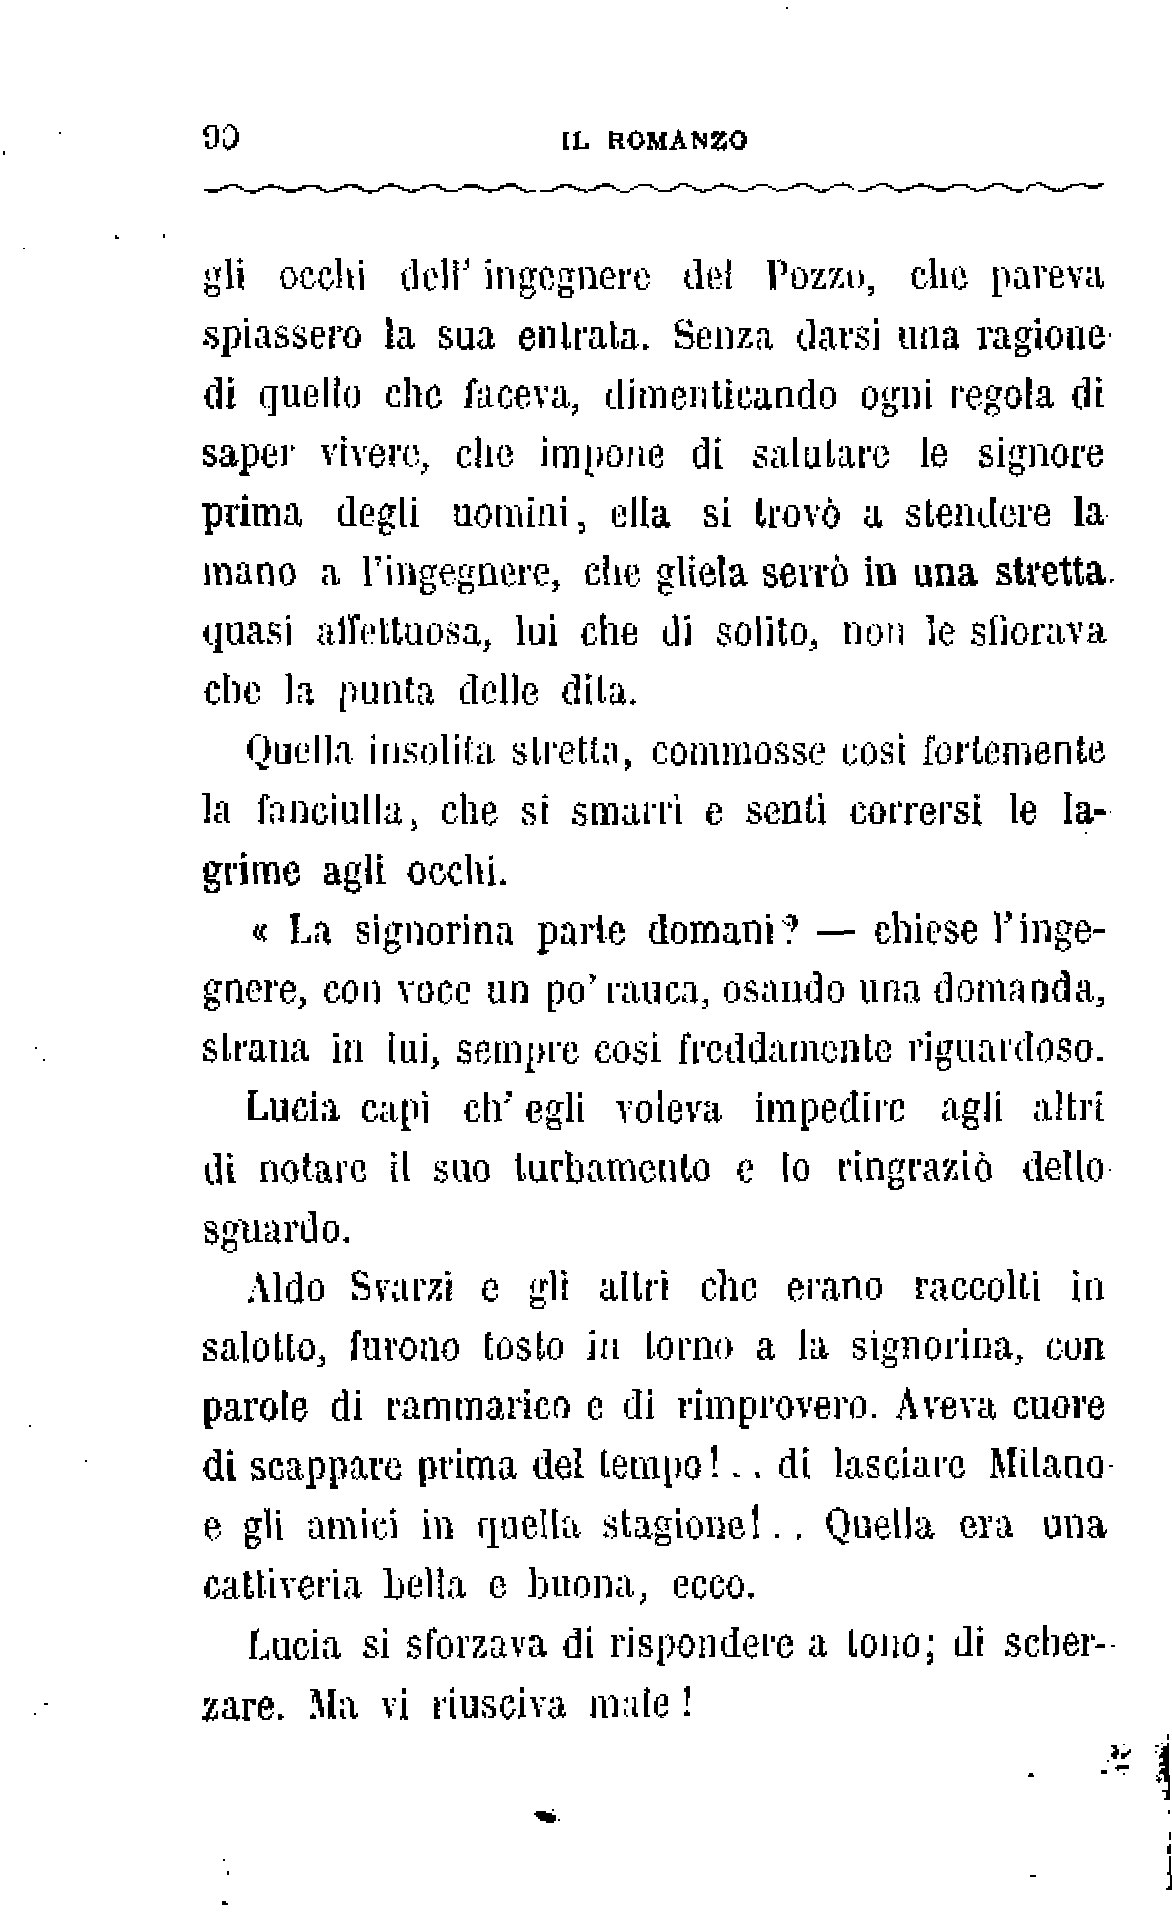 90 IL ROMANZO
gli occhi dell' ingegnere del Pozzo, che pareva
spiassero la sua entrata. Senza darsi una ragione
di quello che faceva, dimenticando ogni regola di
saper vivere, che impone di salutare le signore
prima degli uomini, ella si trovò a stendere la
mano a l'ingegnere, che gliela serrò in una stretta
quasi affettuosa, lui che di solito, non le sfiorava
che la punta delle dita.
Quella insolita stretta, commosse così fortemente
la fanciulla, che si smarrì e sentì corrersi le la-
grime agli occhi.
« La signorina parte domani? — chiese l'inge-
gnere, con voce un po' rauca, osando una domanda,
strana in lui, sempre così freddamente riguardoso.
Lucia capì ch' egli voleva impedire agli altri
di notare il suo turbamento e lo ringraziò dello
sguardo.
Aldo Svarzi e gli altri che erano raccolti in
salotto, furono tosto in torno a la signorina, con
parole di rammarico e di rimprovero. Aveva cuore
di scappare prima del tempo!.. di lasciare Milano
e gli amici in quella stagione!.. Quella era una
cattiveria bella e buona, ecco.
Lucia si sforzava di rispondere a tono; di scher-
zare. Ma vi riusciva male!